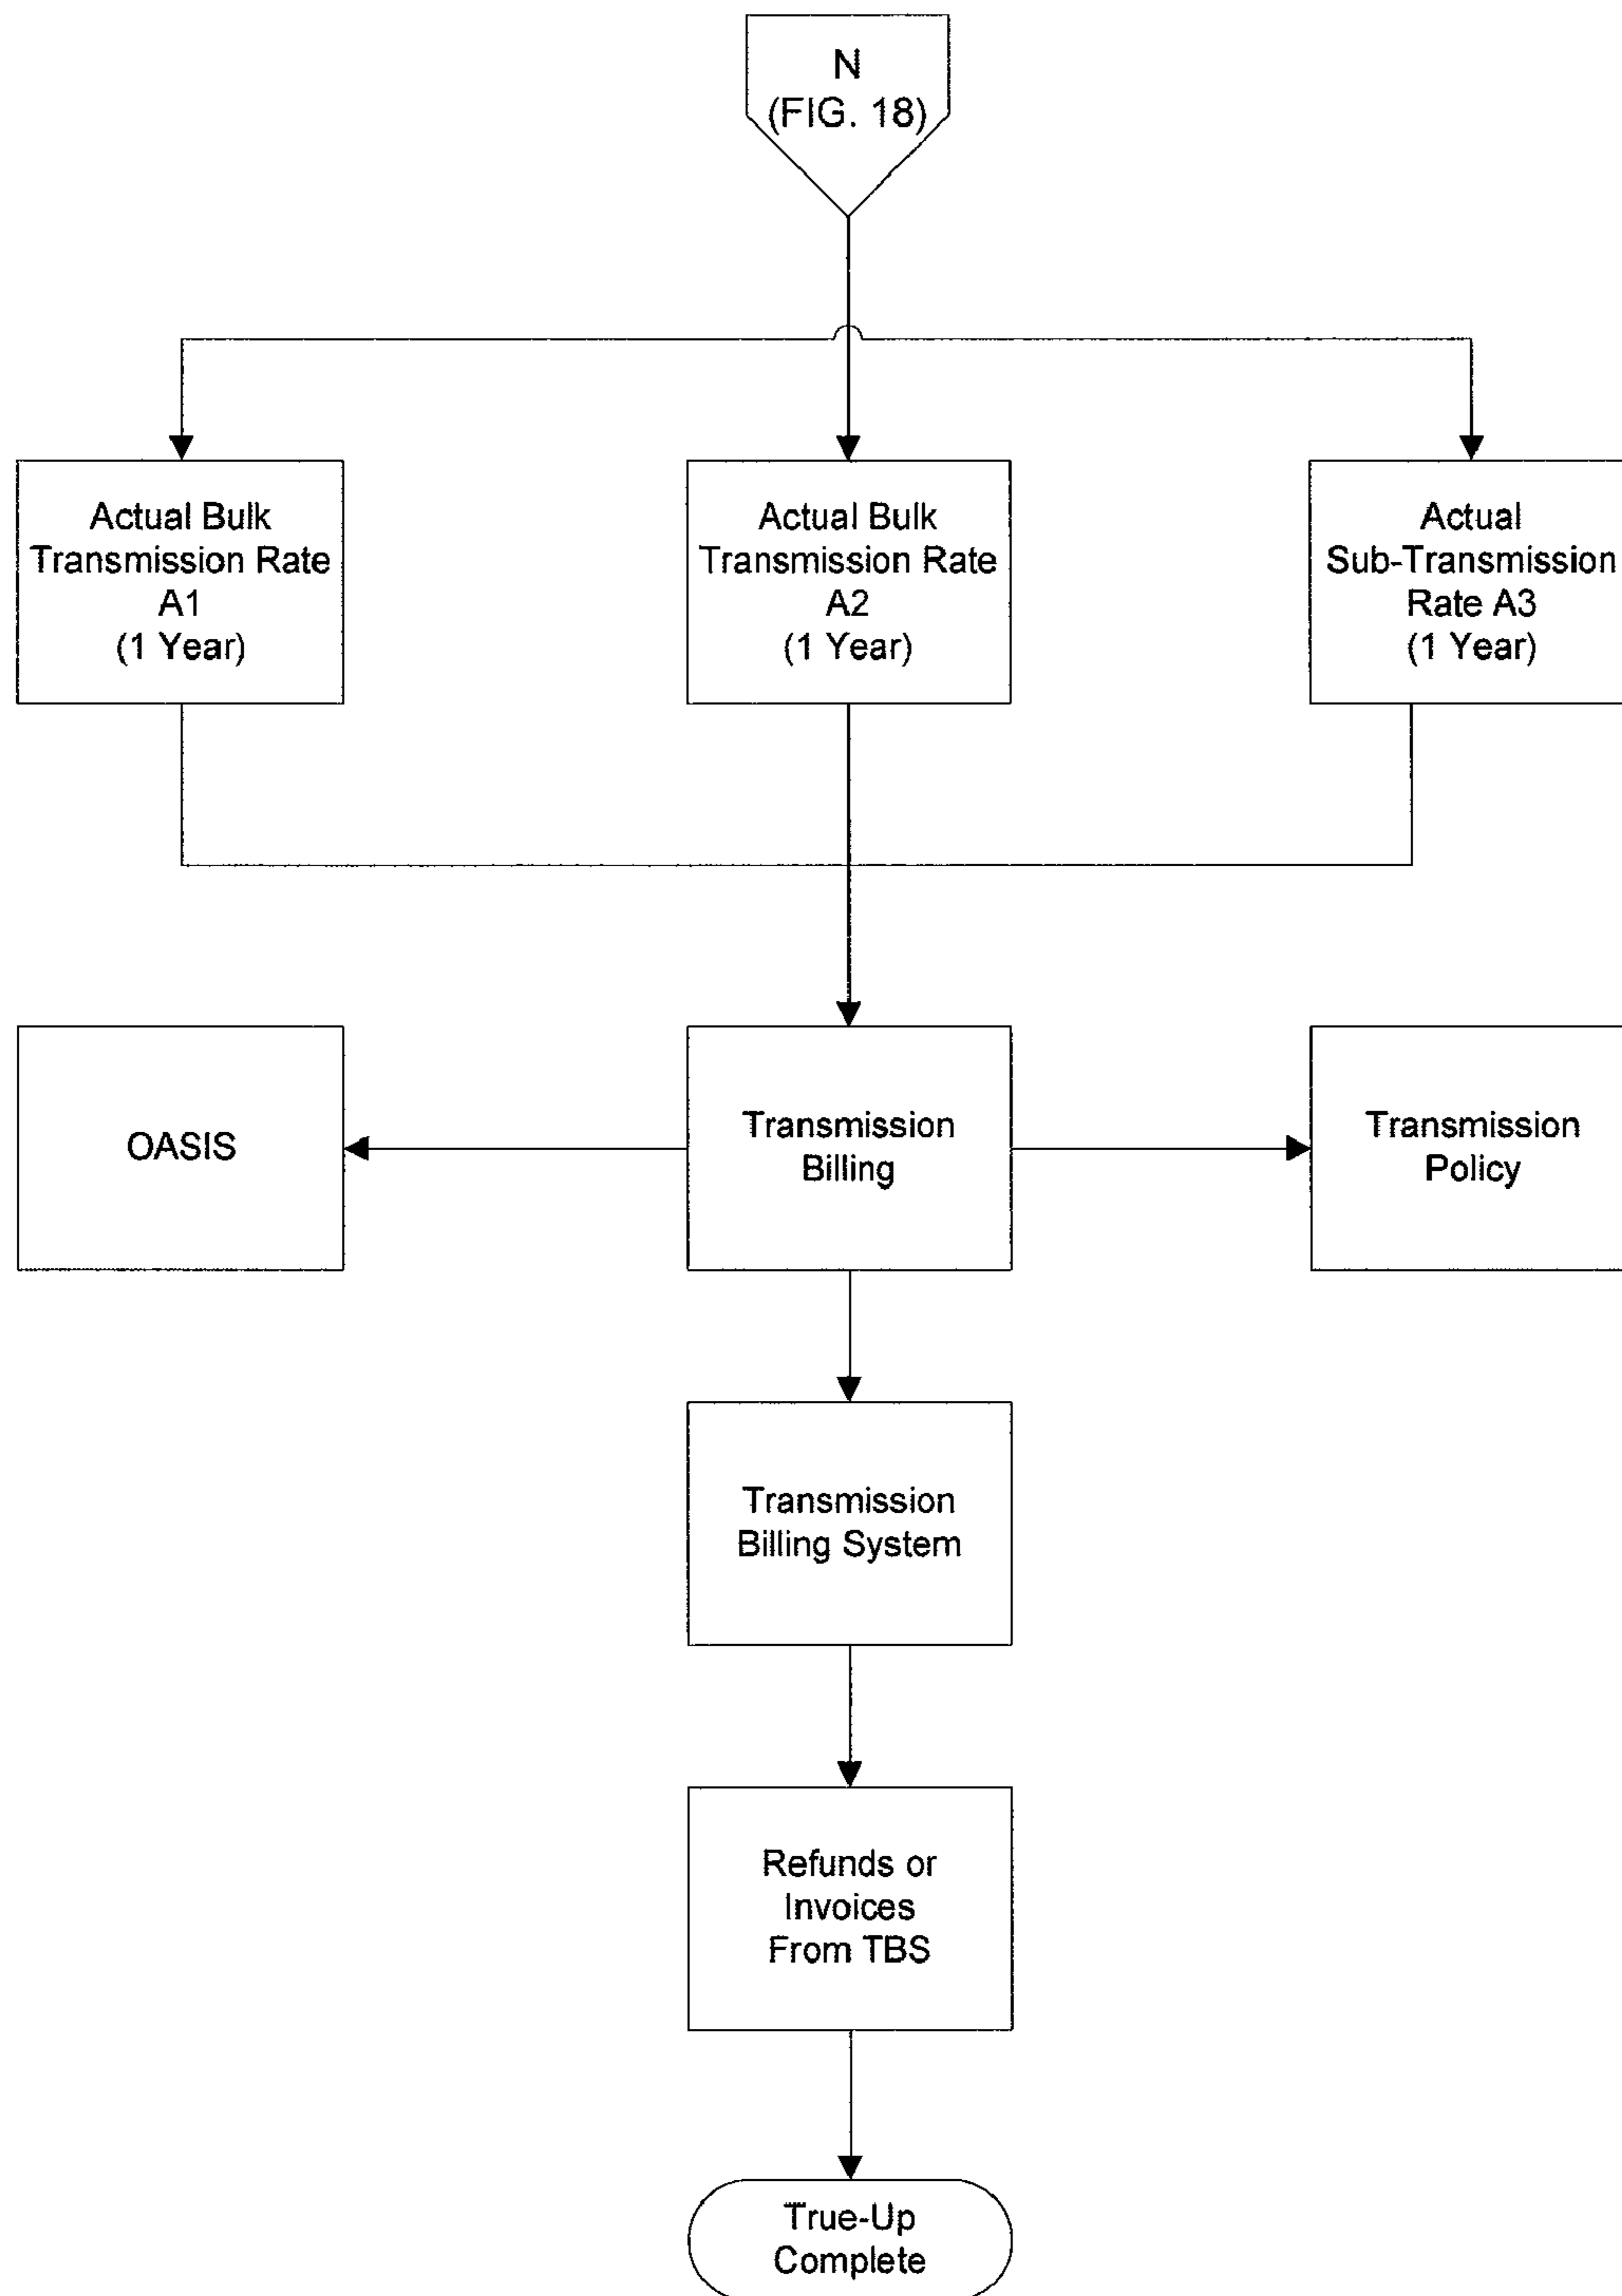 N
(FIG. 18)
Actual Bulk
Transmission Rate
A1
(1 Year)
Actual Bulk
Transmission Rate
A2
(1 Year)
Actual
Sub-Transmission
Rate A3
(1 Year)
OASIS
Transmission
Billing
Transmission
Policy
Transmission
Billing System
Refunds or
Invoices
From TBS
True-Up
Complete